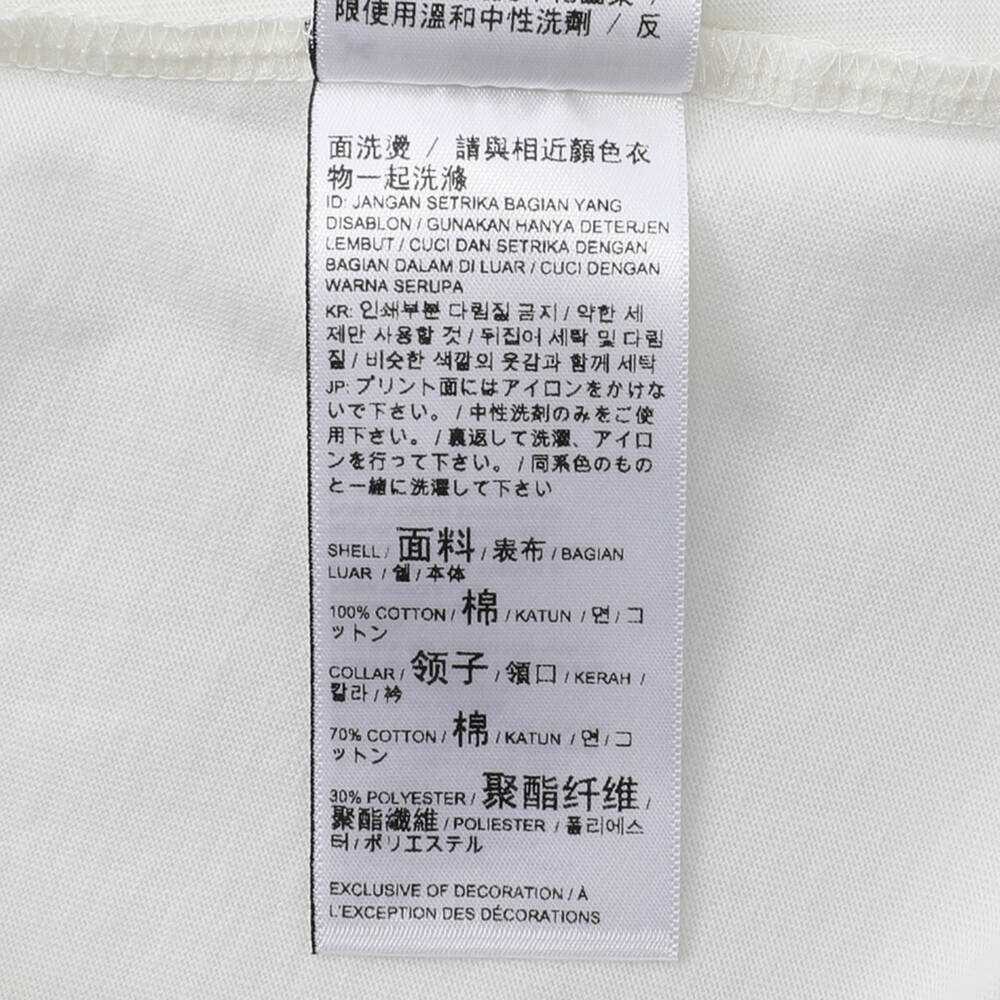 限使用溫和中性洗劑 / 反
面洗燙 / 請與相近顏色衣
物一起洗滌
ID: JANGAN SETRIKA BAGIAN YANG
DISABLON / GUNAKAN HANYA DETERJEN
LEMBUT / CUCI DAN SETRIKA DENGAN
BAGIAN DALAM DI LUAR / CUCI DENGAN
WARNA SERUPA
KR: 인쇄부분 다림질 금지 / 약한 세
제만 사용할 것 / 뒤집어 세탁 및 다림
질 / 비슷한 색깔의 옷감과 함께 세탁
JP: プリント面にはアイロンをかけな
いで下さい。 / 中性洗剤のみをご使
用下さい。 / 裏返して洗濯、アイロ
ンを行って下さい。 / 同系色のもの
と一緒に洗濯して下さい
SHELL / 面料 / 表布 / BAGIAN
LUAR / 쉘 / 本体
100% COTTON / 棉 / KATUN / 면 / コ
ットン
COLLAR / 领子 / 領口 / KERAH /
칼라 / 衿
70% COTTON / 棉 / KATUN / 면 / コ
ットン
30% POLYESTER / 聚酯纤维 /
聚酯纖維 / POLIESTER / 폴리에스
터 / ポリエステル
EXCLUSIVE OF DECORATION / À
L'EXCEPTION DES DÉCORATIONS